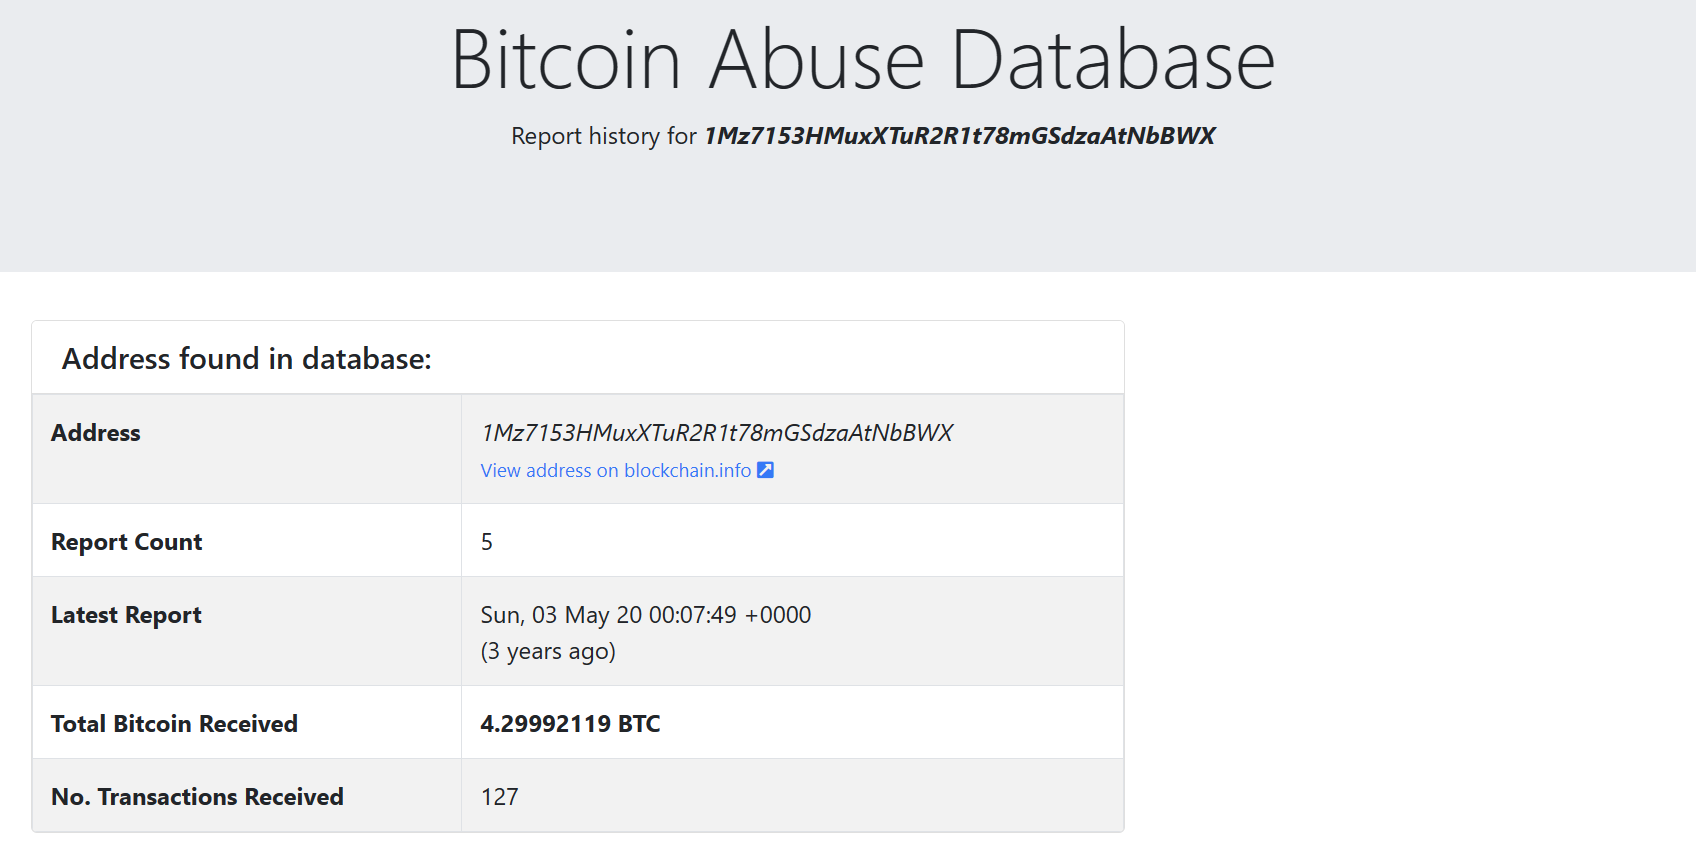 Bitcoin Abuse Database
Report history for 1Mz7153HMuxXTuR2R1t78mGSdzaAtNbBWX
Address found in database:
Address
1Mz7153HMuxXTuR2R1t78mGSdzaAtNbBWX
View address on blockchain.info
Report Count
5
Latest Report
Sun, 03 May 20 00:07:49 +0000
(3 years ago)
Total Bitcoin Received
4.29992119 BTC
No. Transactions Received
127